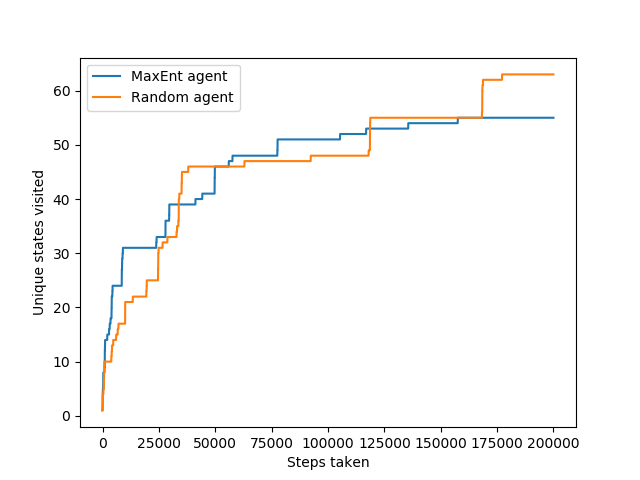 MaxEnt agent
Random agent
Unique states visited
60
50
40
30
20
10
0
0 25000 50000 75000 100000 125000 150000 175000 200000
Steps taken